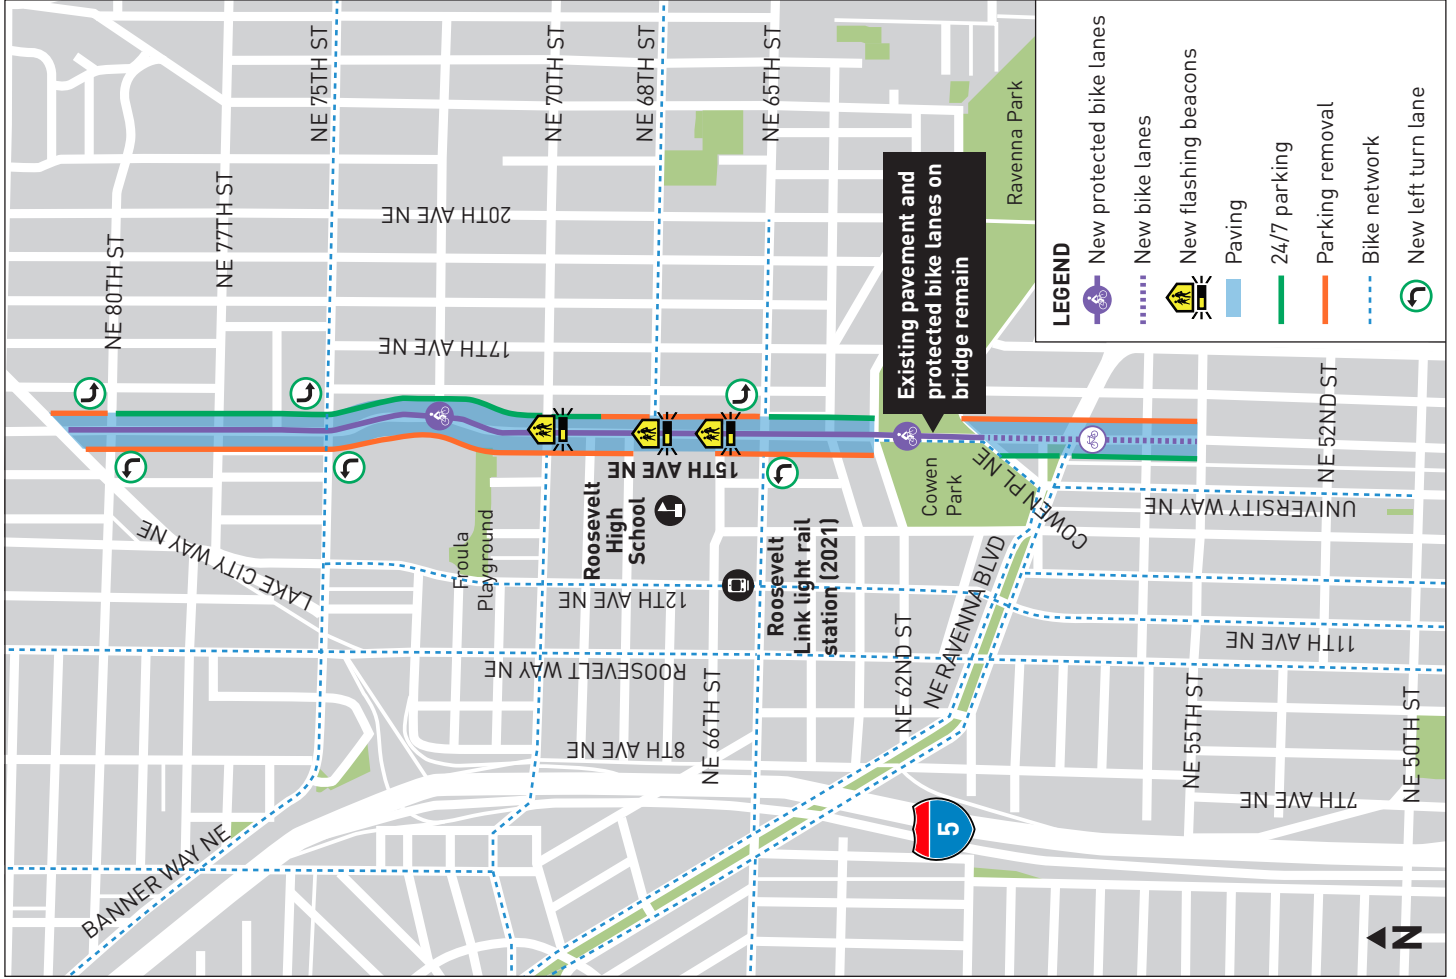 NE 80TH ST
NE 77TH ST
NE 75TH ST
NE 70TH ST
NE 68TH ST
NE 65TH ST
20TH AVE NE
17TH AVE NE
15TH AVE NE
Ravenna Park
Existing pavement and
protected bike lanes on
bridge remain
LAKE CITY WAY NE
Froula
Playground
Roosevelt
High
School
12TH AVE NE
Roosevelt
Link light rail
station (2021)
Cowen
Park
COWEN PL NE
UNIVERSITY WAY NE
NE 52ND ST
ROOSEVELT WAY NE
8TH AVE NE
NE 66TH ST
NE 62ND ST
NE RAVENNA BLVD
11TH AVE NE
NE 55TH ST
7TH AVE NE
NE 50TH ST
BANNER WAY NE
5
N
LEGEND
New protected bike lanes
New bike lanes
New flashing beacons
Paving
24/7 parking
Parking removal
Bike network
New left turn lane